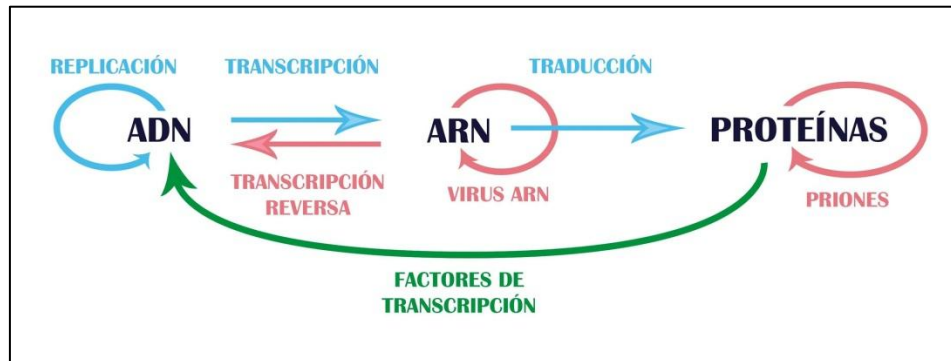 REPLICACIÓN
TRANSCRIPCIÓN
TRADUCCIÓN
ADN
ARN
PROTEÍNAS
TRANSCRIPCIÓN
REVERSA
VIRUS ARN
PRIONES
FACTORES DE
TRANSCRIPCIÓN